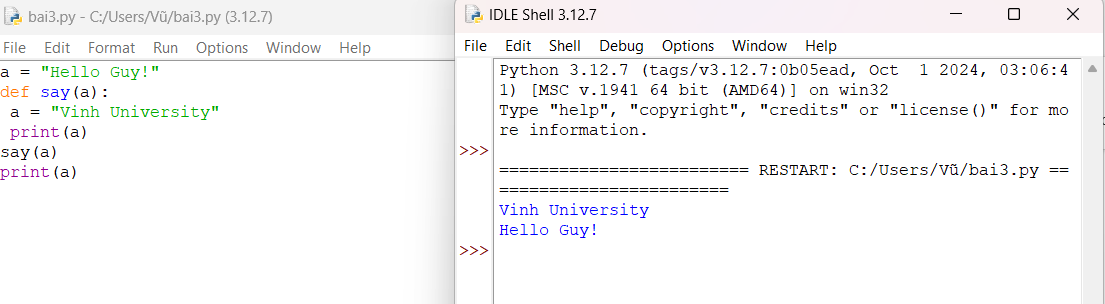 bai3.py - C:/Users/Vũ/bai3.py (3.12.7)
File Edit Format Run Options Window Help
a = "Hello Guy!"
def say(a):
 a = "Vinh University"
 print(a)
say(a)
print(a)
IDLE Shell 3.12.7
File Edit Shell Debug Options Window Help
Python 3.12.7 (tags/v3.12.7:0b05ead, Oct  1 2024, 03:06:4
1) [MSC v.1941 64 bit (AMD64)] on win32
Type "help", "copyright", "credits" or "license()" for mo
re information.
>>>
========================= RESTART: C:/Users/Vũ/bai3.py ==
=======================
Vinh University
Hello Guy!
>>>